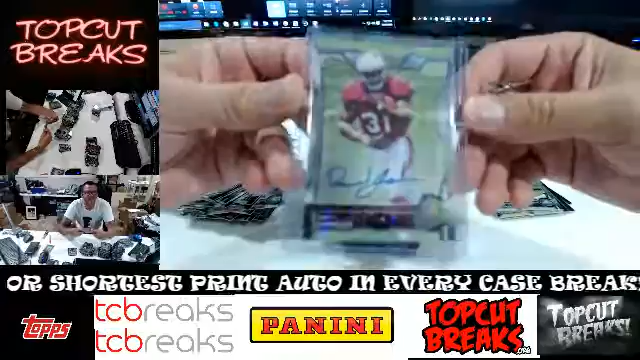 TOPCUT
BREAKS
31
OR SHORTEST PRINT AUTO IN EVERY CASE BREAK!
topps
tcbreaks
tcbreaks
PANINI
TOPCUT
BREAKS
.ORG
TOPCUT
BREAKS!